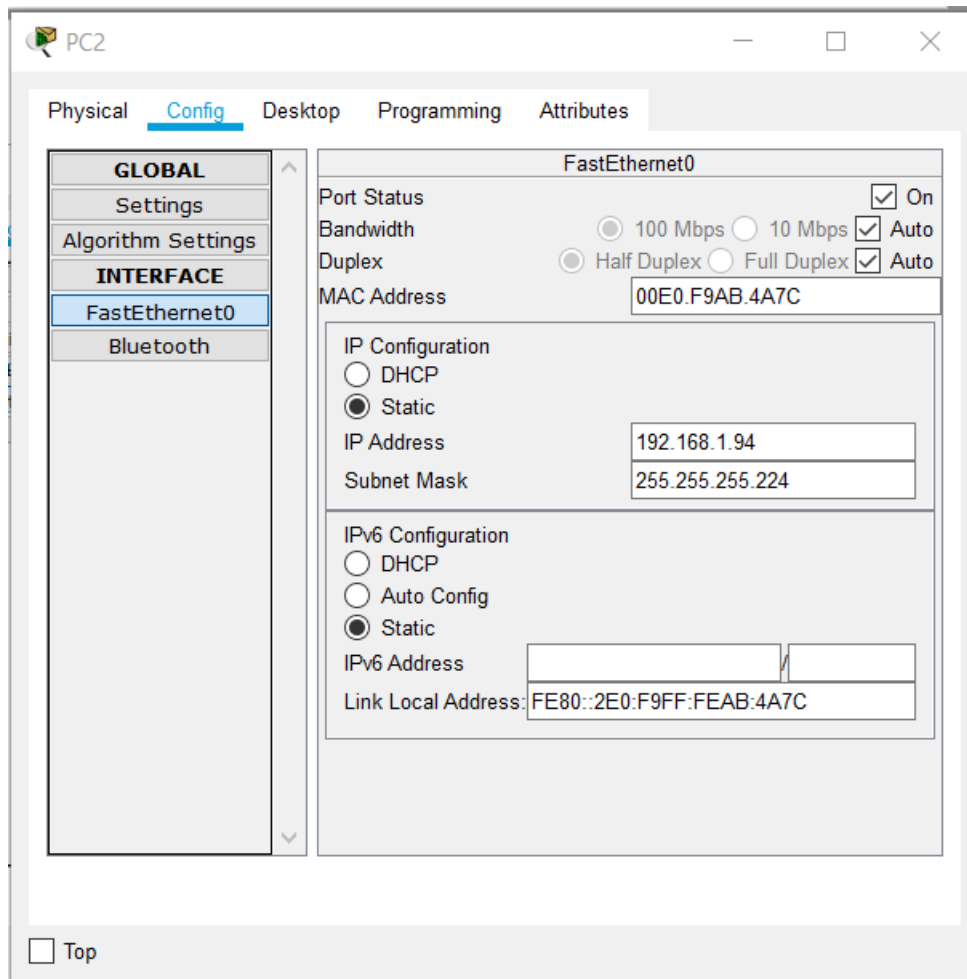 PC2
Physical Config Desktop Programming Attributes
GLOBAL
Settings
Algorithm Settings
INTERFACE
FastEthernet0
Bluetooth
FastEthernet0
Port Status On
Bandwidth 100 Mbps 10 Mbps Auto
Duplex Half Duplex Full Duplex Auto
MAC Address 00E0.F9AB.4A7C
IP Configuration
DHCP
Static
IP Address 192.168.1.94
Subnet Mask 255.255.255.224
IPv6 Configuration
DHCP
Auto Config
Static
IPv6 Address /
Link Local Address: FE80::2E0:F9FF:FEAB:4A7C
Top